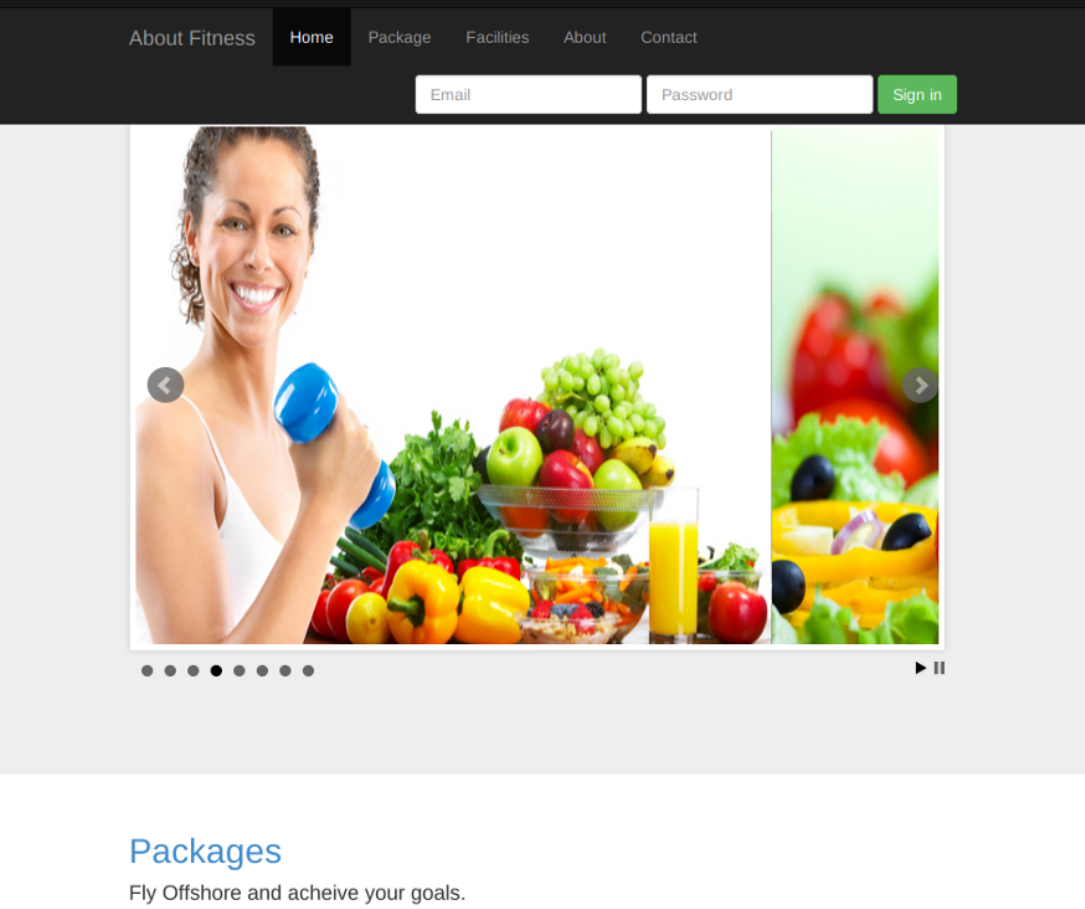 About Fitness Home Package Facilities About Contact
Email Password Sign in
Packages
Fly Offshore and acheive your goals.